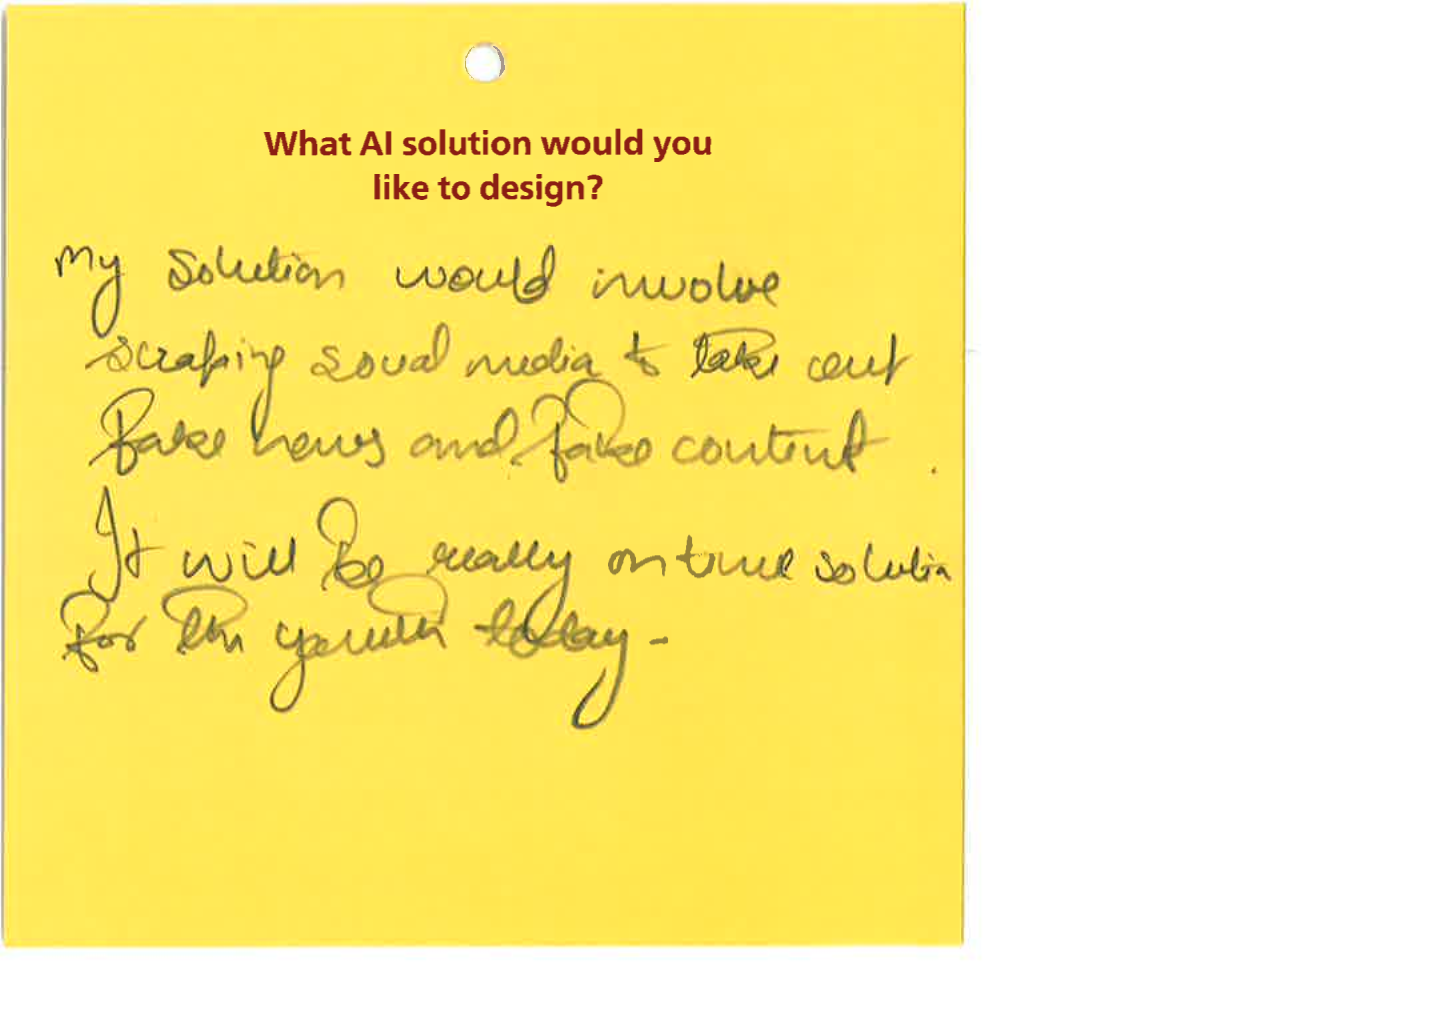 What AI solution would you
like to design?
My solution would involve
scraping social media to take out
fake news and fake content.
It will be really on time solution
for the youth today -